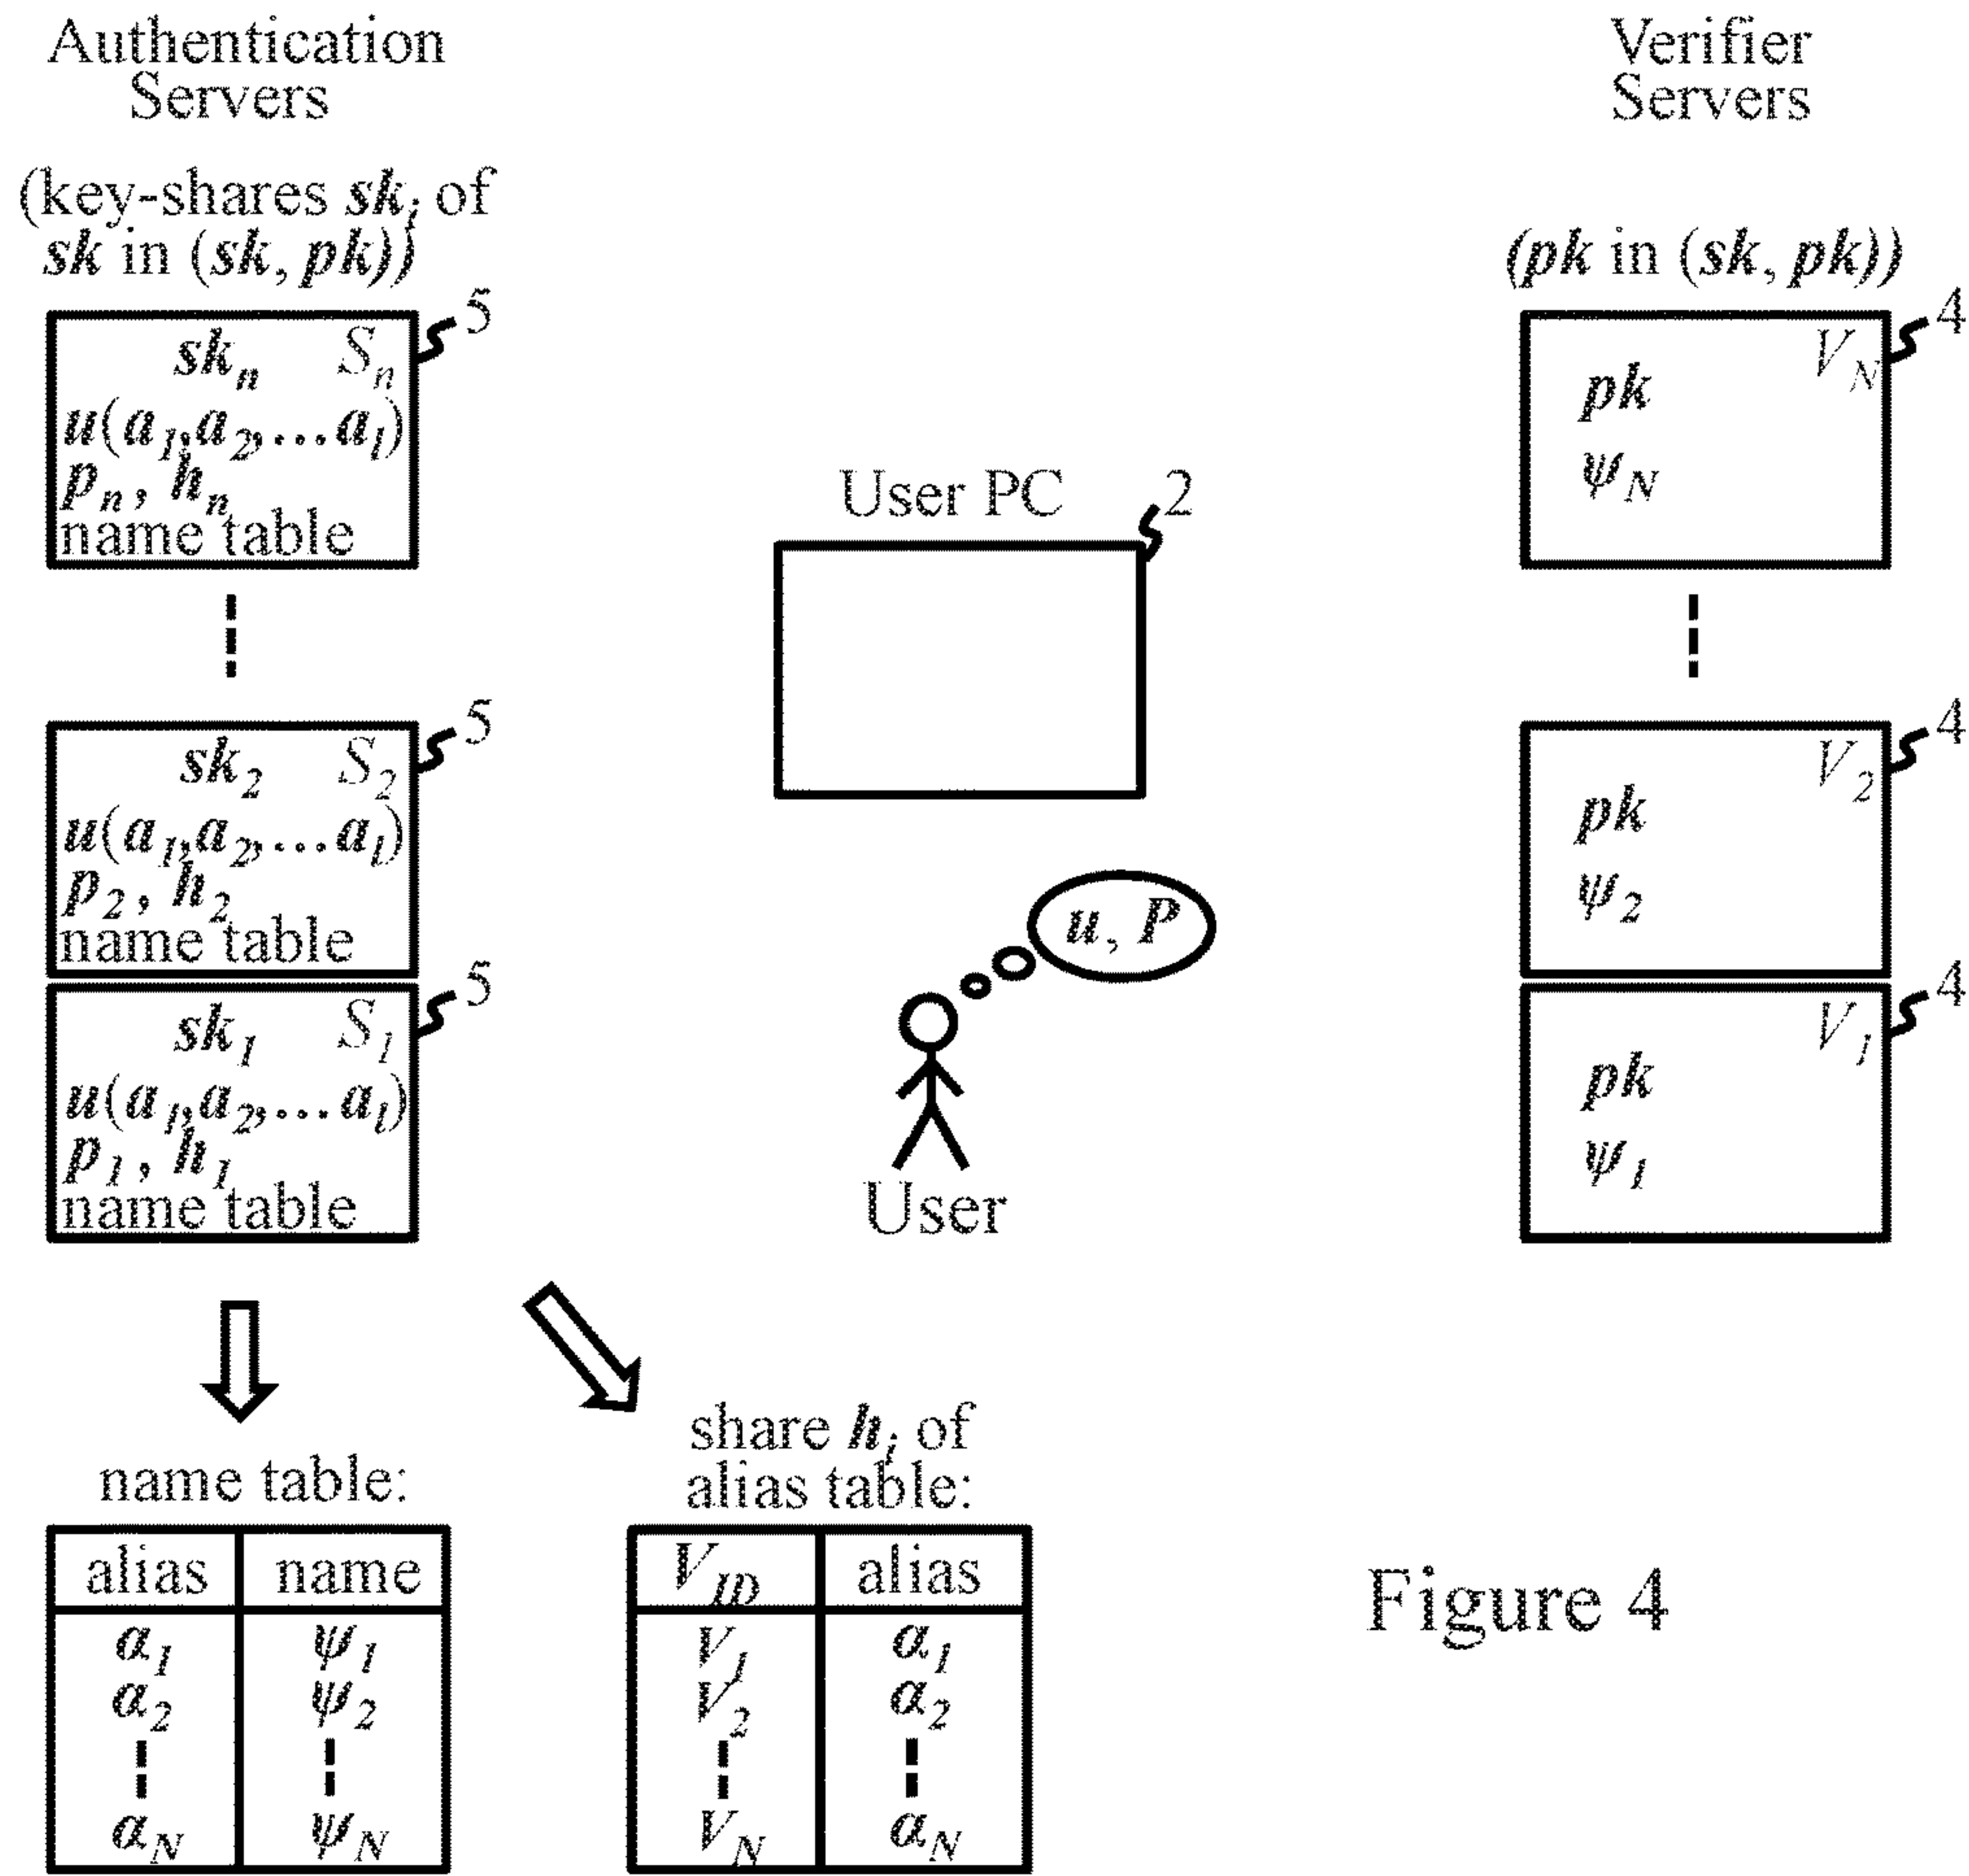 Authentication
Servers
(key-shares sk_i of
sk in (sk, pk))
5
sk_n S_n
u(a_1,a_2,...a_l)
p_n, h_n
name table
5
sk_2 S_2
u(a_1,a_2,...a_l)
p_2, h_2
name table
5
sk_1 S_1
u(a_1,a_2,...a_l)
p_1, h_1
name table
User PC
2
u, P
User
Verifier
Servers
(pk in (sk, pk))
4
V_N
pk
ψ_N
4
V_2
pk
ψ_2
4
V_1
pk
ψ_1
name table:
alias name
α_1 ψ_1
α_2 ψ_2
α_N ψ_N
share h_i of
alias table:
V_ID alias
V_1 α_1
V_2 α_2
V_N α_N
Figure 4